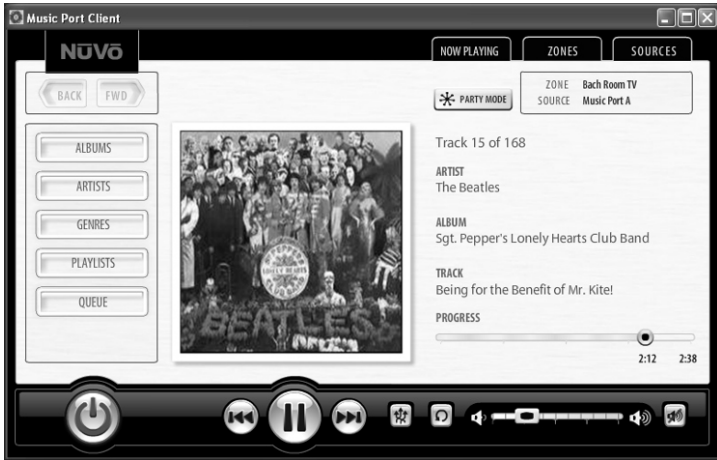 Music Port Client
NUVO
NOW PLAYING
ZONES
SOURCES
BACK
FWD
PARTY MODE
ZONE Bach Room TV
SOURCE Music Port A
ALBUMS
ARTISTS
GENRES
PLAYLISTS
QUEUE
LONELY HEARTS
BEATLES
Track 15 of 168
ARTIST
The Beatles
ALBUM
Sgt. Pepper's Lonely Hearts Club Band
TRACK
Being for the Benefit of Mr. Kite!
PROGRESS
2:12 2:38